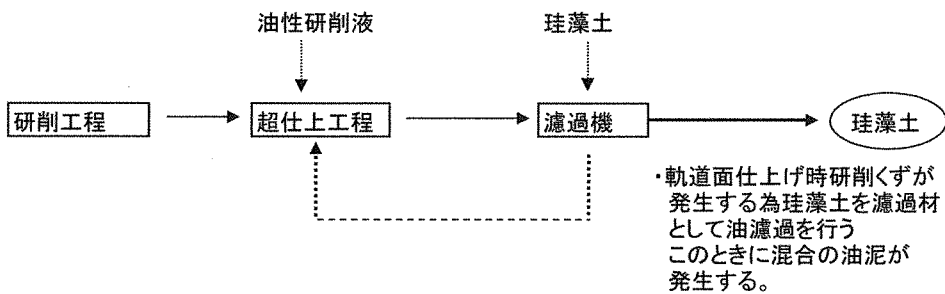 油性研削液
珪藻土
研削工程
超仕上工程
濾過機
珪藻土
・軌道面仕上げ時研削くずが
発生する為珪藻土を濾過材
として油濾過を行う
このときに混合の油泥が
発生する。